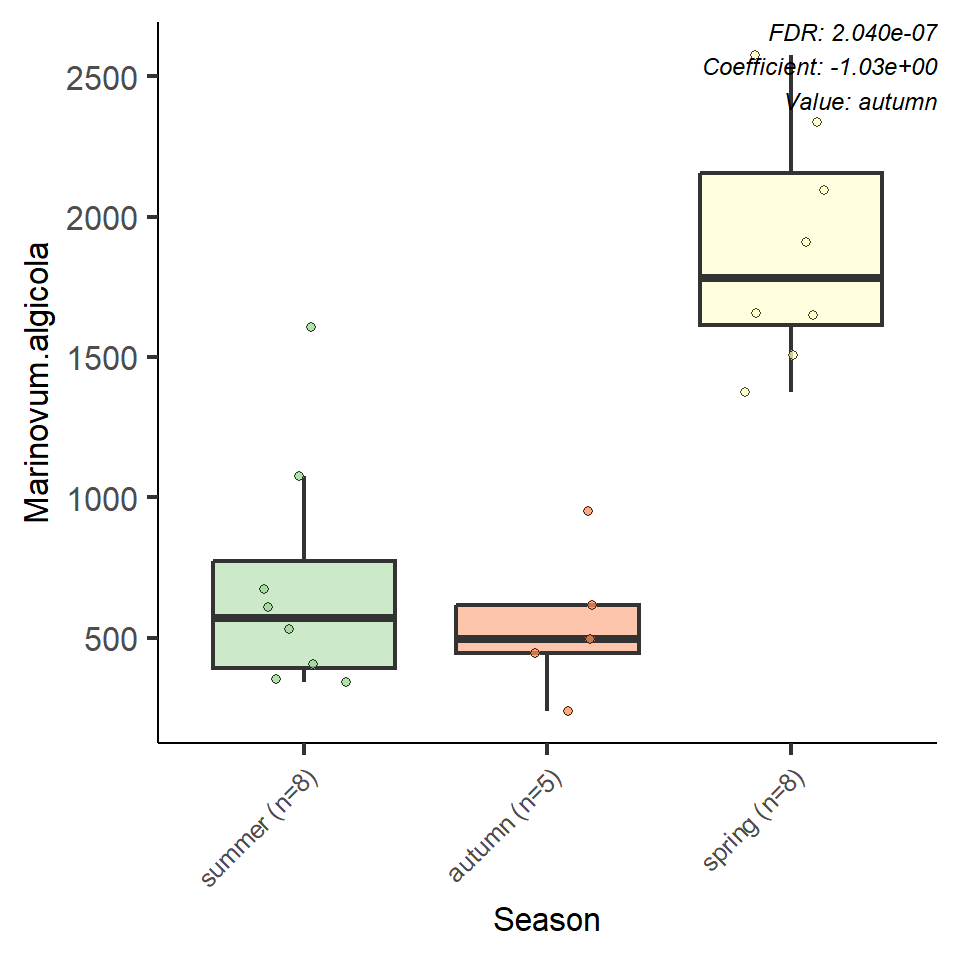 FDR: 2.040e-07
Coefficient: -1.03e+00
Value: autumn
Marinovum.algicola
2500
2000
1500
1000
500
summer (n=8)
autumn (n=5)
spring (n=8)
Season